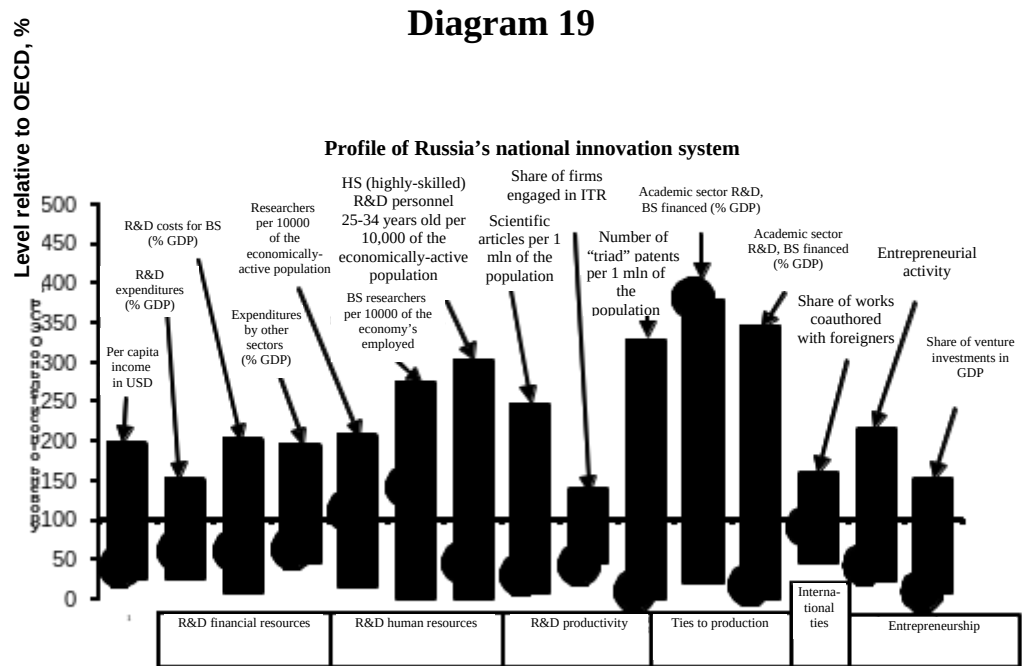 Diagram 19
Level relative to OECD, %
Profile of Russia’s national innovation system
500
450
400
350
300
250
200
150
100
50
0
Per capita
income
in USD
R&D
expenditures
(% GDP)
R&D costs for BS
(% GDP)
Expenditures
by other
sectors
(% GDP)
Researchers
per 10000
of the
economically-
active population
BS researchers
per 10000 of the
economy’s
employed
HS (highly-skilled)
R&D personnel
25-34 years old per
10,000 of the
economically-active
population
Scientific
articles per 1
mln of the
population
Share of firms
engaged in ITR
Number of
“triad” patents
per 1 mln of
the
population
Academic sector R&D,
BS financed (% GDP)
Academic sector
R&D, BS financed
(% GDP)
Share of works
coauthored
with foreigners
Entrepreneurial
activity
Share of venture
investments in
GDP
R&D financial resources
R&D human resources
R&D productivity
Ties to production
Interna-
tional
ties
Entrepreneurship